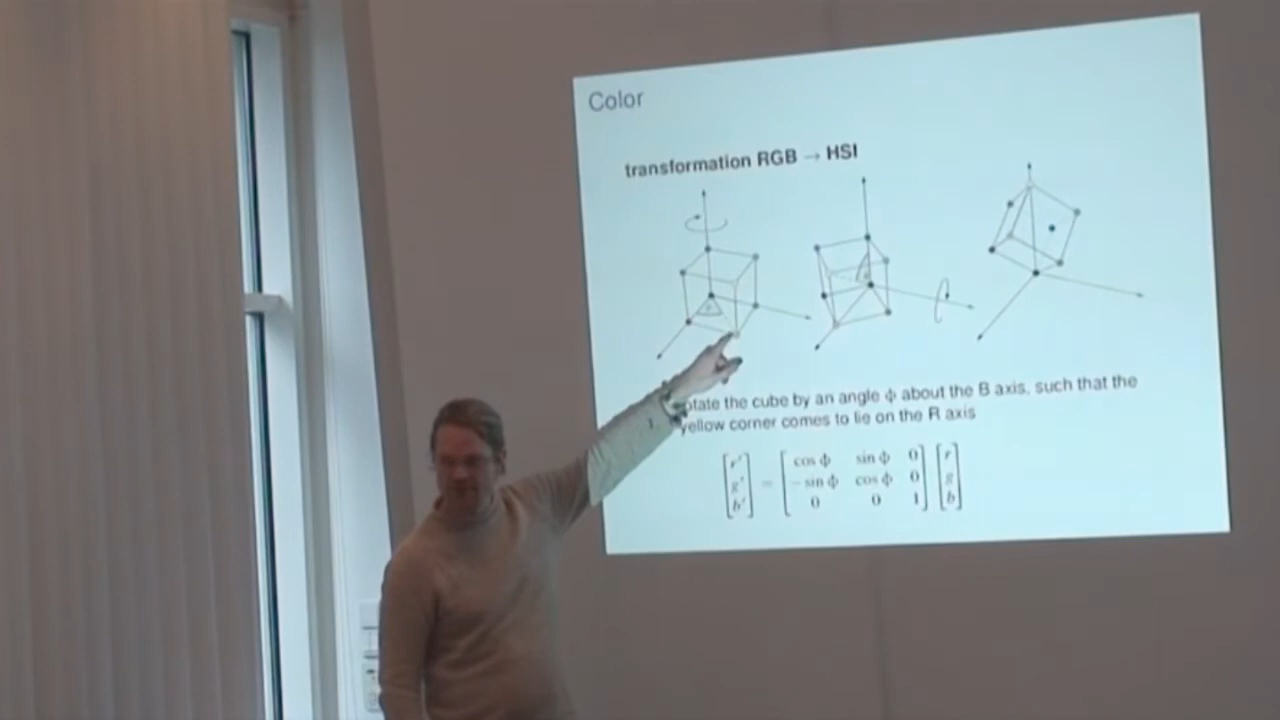 Color
transformation RGB → HSI
1. otate the cube by an angle ϕ about the B axis, such that the
yellow corner comes to lie on the R axis
[r'] = [cos ϕ sin ϕ 0] [r]
[g'] [-sin ϕ cos ϕ 0] [g]
[b'] [0 0 1] [b]